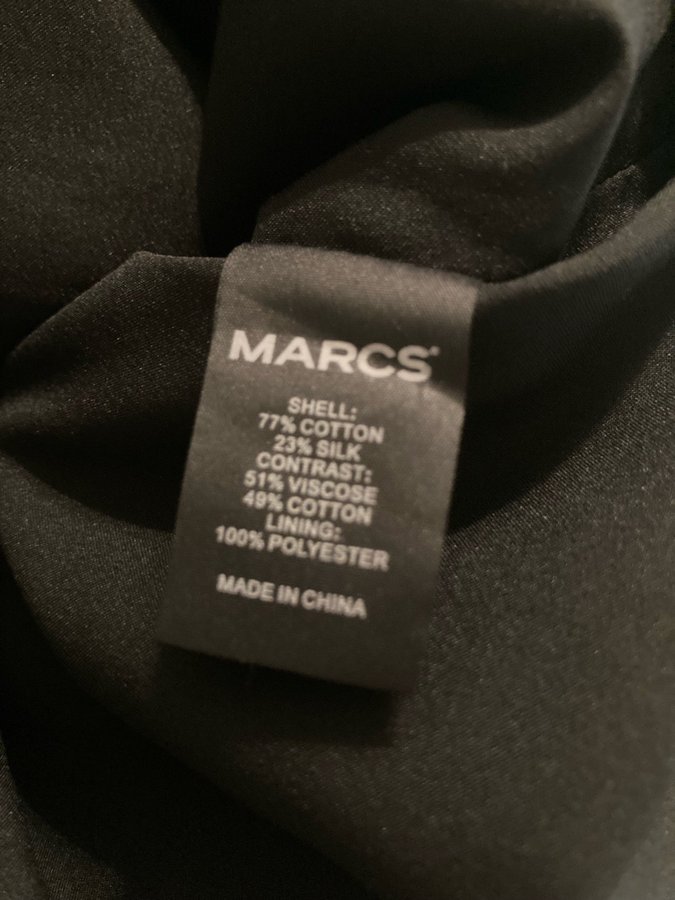 MARCS
SHELL:
77% COTTON
23% SILK
CONTRAST:
51% VISCOSE
49% COTTON
LINING:
100% POLYESTER
MADE IN CHINA